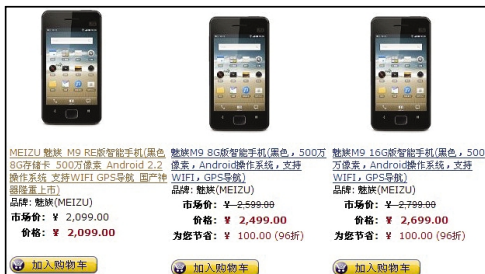 MEIZU 魅族 M9 RE版智能手机(黑色
8G存储卡 500万像素 Android 2.2
操作系统 支持WIFI GPS导航 国产神
器隆重上市)
品牌: 魅族(MEIZU)
市场价: ¥ 2,099.00
价格: ¥ 2,099.00
加入购物车
魅族M9 8G版智能手机(黑色，500万
像素，Android操作系统，支持
WIFI，GPS导航)
品牌: 魅族(MEIZU)
市场价: ¥ 2,599.00
价格: ¥ 2,499.00
为您节省: ¥ 100.00 (96折)
加入购物车
魅族M9 16G版智能手机(黑色，500
万像素，Android操作系统，支持
WIFI，GPS导航)
品牌: 魅族(MEIZU)
市场价: ¥ 2,799.00
价格: ¥ 2,699.00
为您节省: ¥ 100.00 (96折)
加入购物车